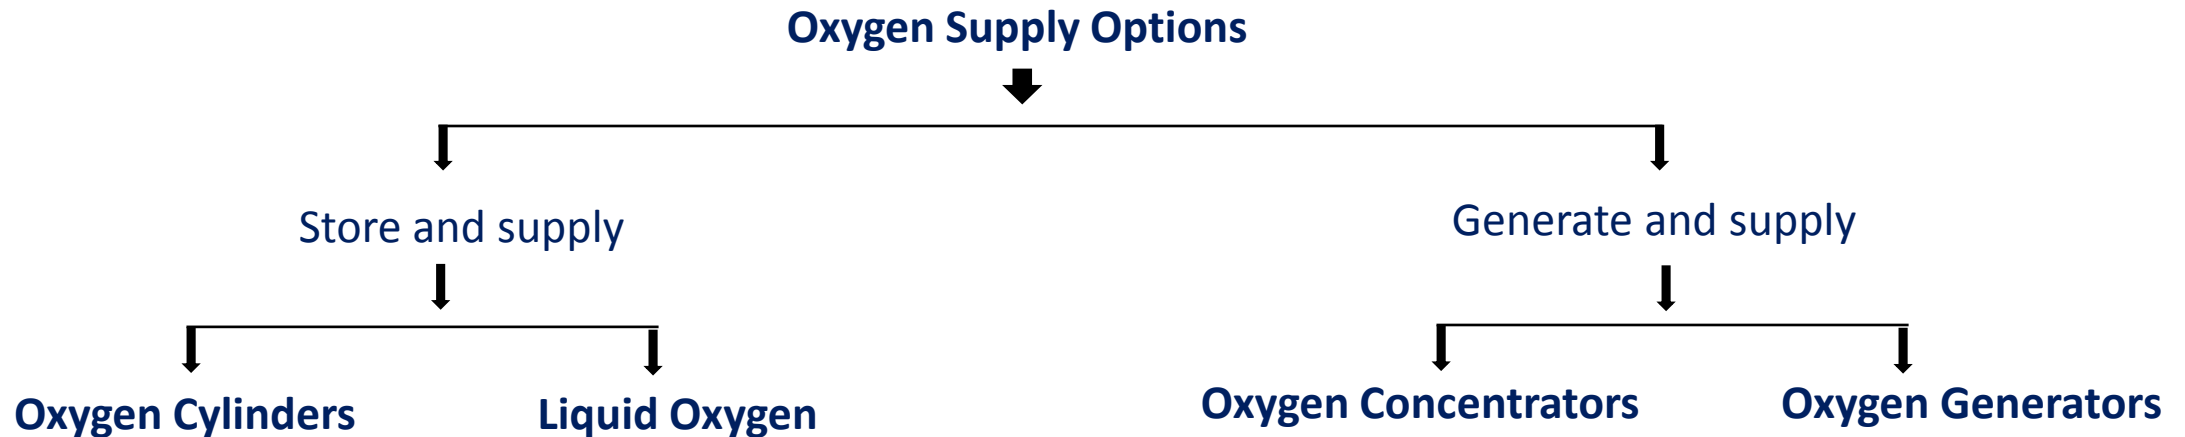 Oxygen Supply Options
Store and supply
Generate and supply
Oxygen Cylinders
Liquid Oxygen
Oxygen Concentrators
Oxygen Generators